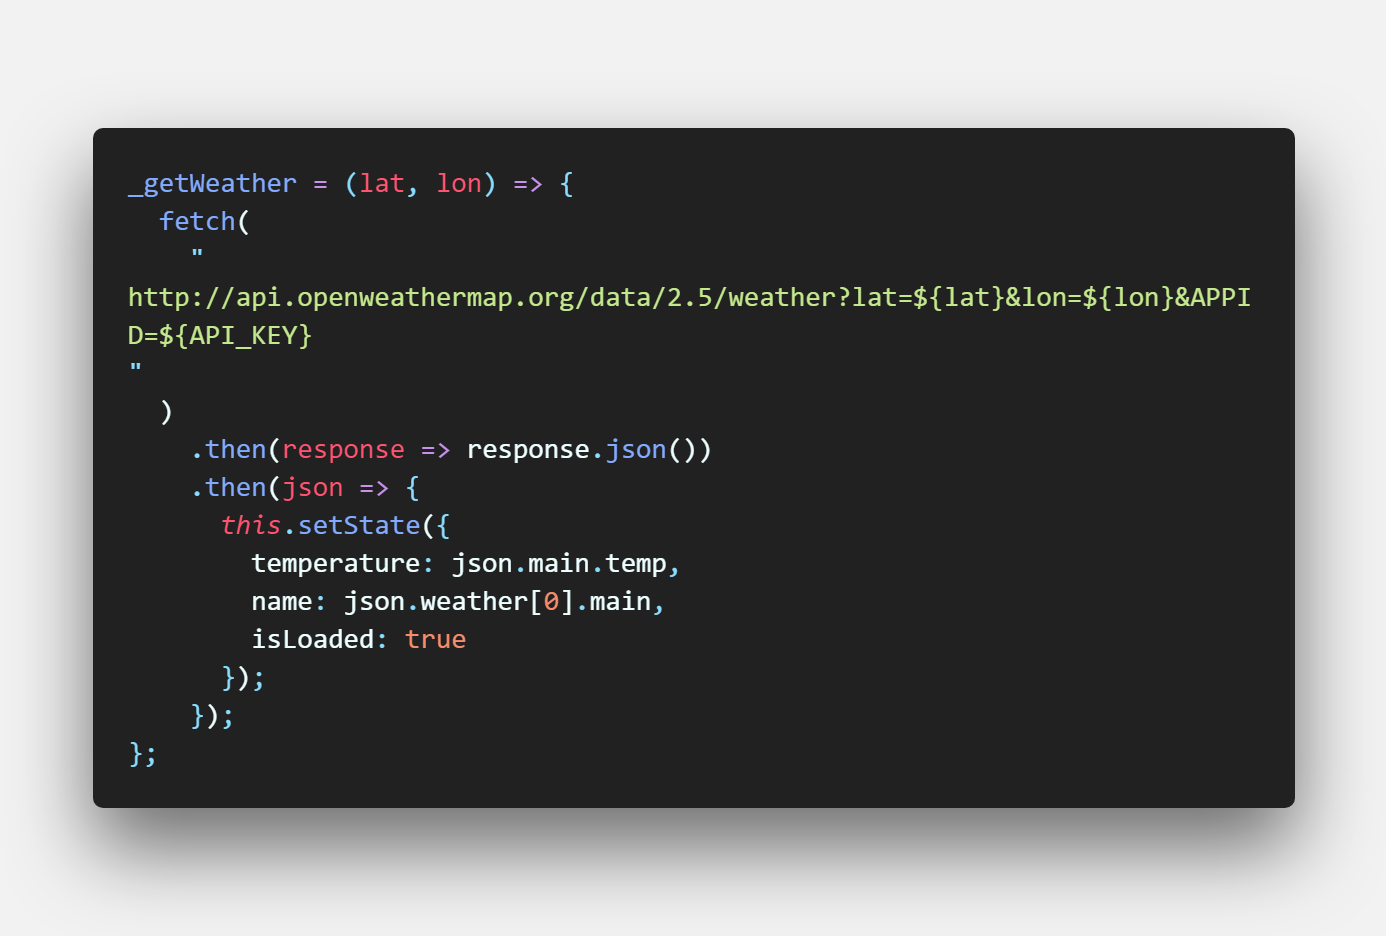 _getWeather = (lat, lon) => {
  fetch(
    "
http://api.openweathermap.org/data/2.5/weather?lat=${lat}&lon=${lon}&APPI
D=${API_KEY}
"
  )
    .then(response => response.json())
    .then(json => {
      this.setState({
        temperature: json.main.temp,
        name: json.weather[0].main,
        isLoaded: true
      });
    });
};